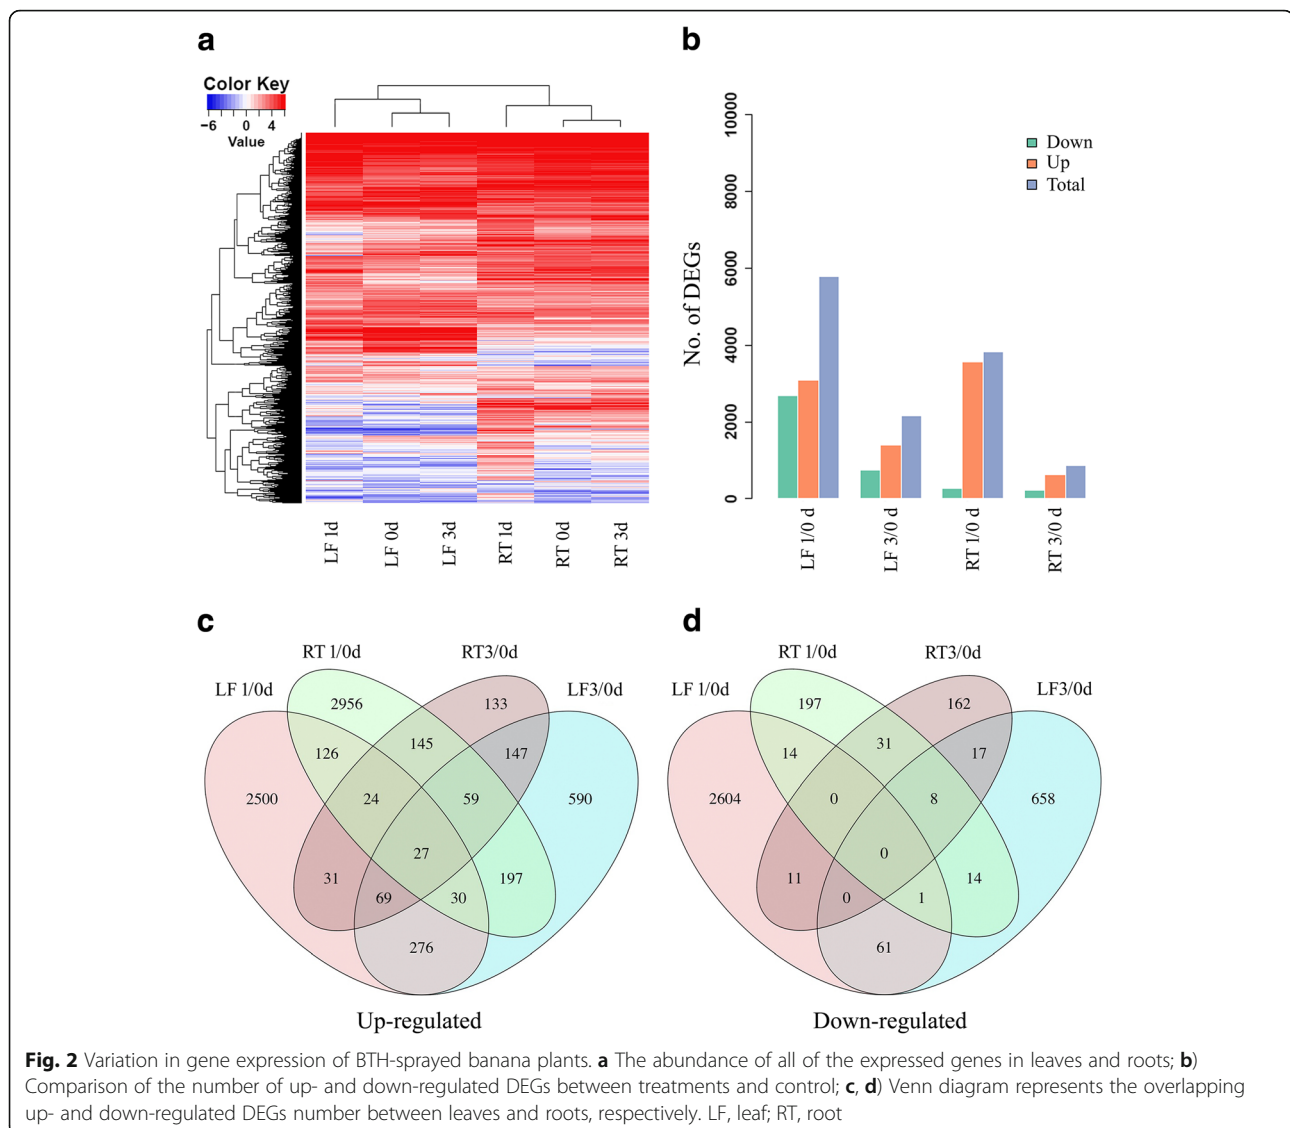 a
Color Key
−6 0 4
Value
LF 1d
LF 0d
LF 3d
RT 1d
RT 0d
RT 3d
b
No. of DEGs
10000
8000
6000
4000
2000
0
Down
Up
Total
LF 1/0 d
LF 3/0 d
RT 1/0 d
RT 3/0 d
c
RT 1/0d
RT3/0d
LF 1/0d
LF3/0d
2956
133
126
145
147
2500
24
59
590
27
31
197
69
30
276
Up-regulated
d
RT 1/0d
RT3/0d
LF 1/0d
LF3/0d
197
162
14
31
17
2604
0
8
658
0
11
14
0
1
61
Down-regulated
Fig. 2 Variation in gene expression of BTH-sprayed banana plants. a The abundance of all of the expressed genes in leaves and roots; b)
Comparison of the number of up- and down-regulated DEGs between treatments and control; c, d) Venn diagram represents the overlapping
up- and down-regulated DEGs number between leaves and roots, respectively. LF, leaf; RT, root